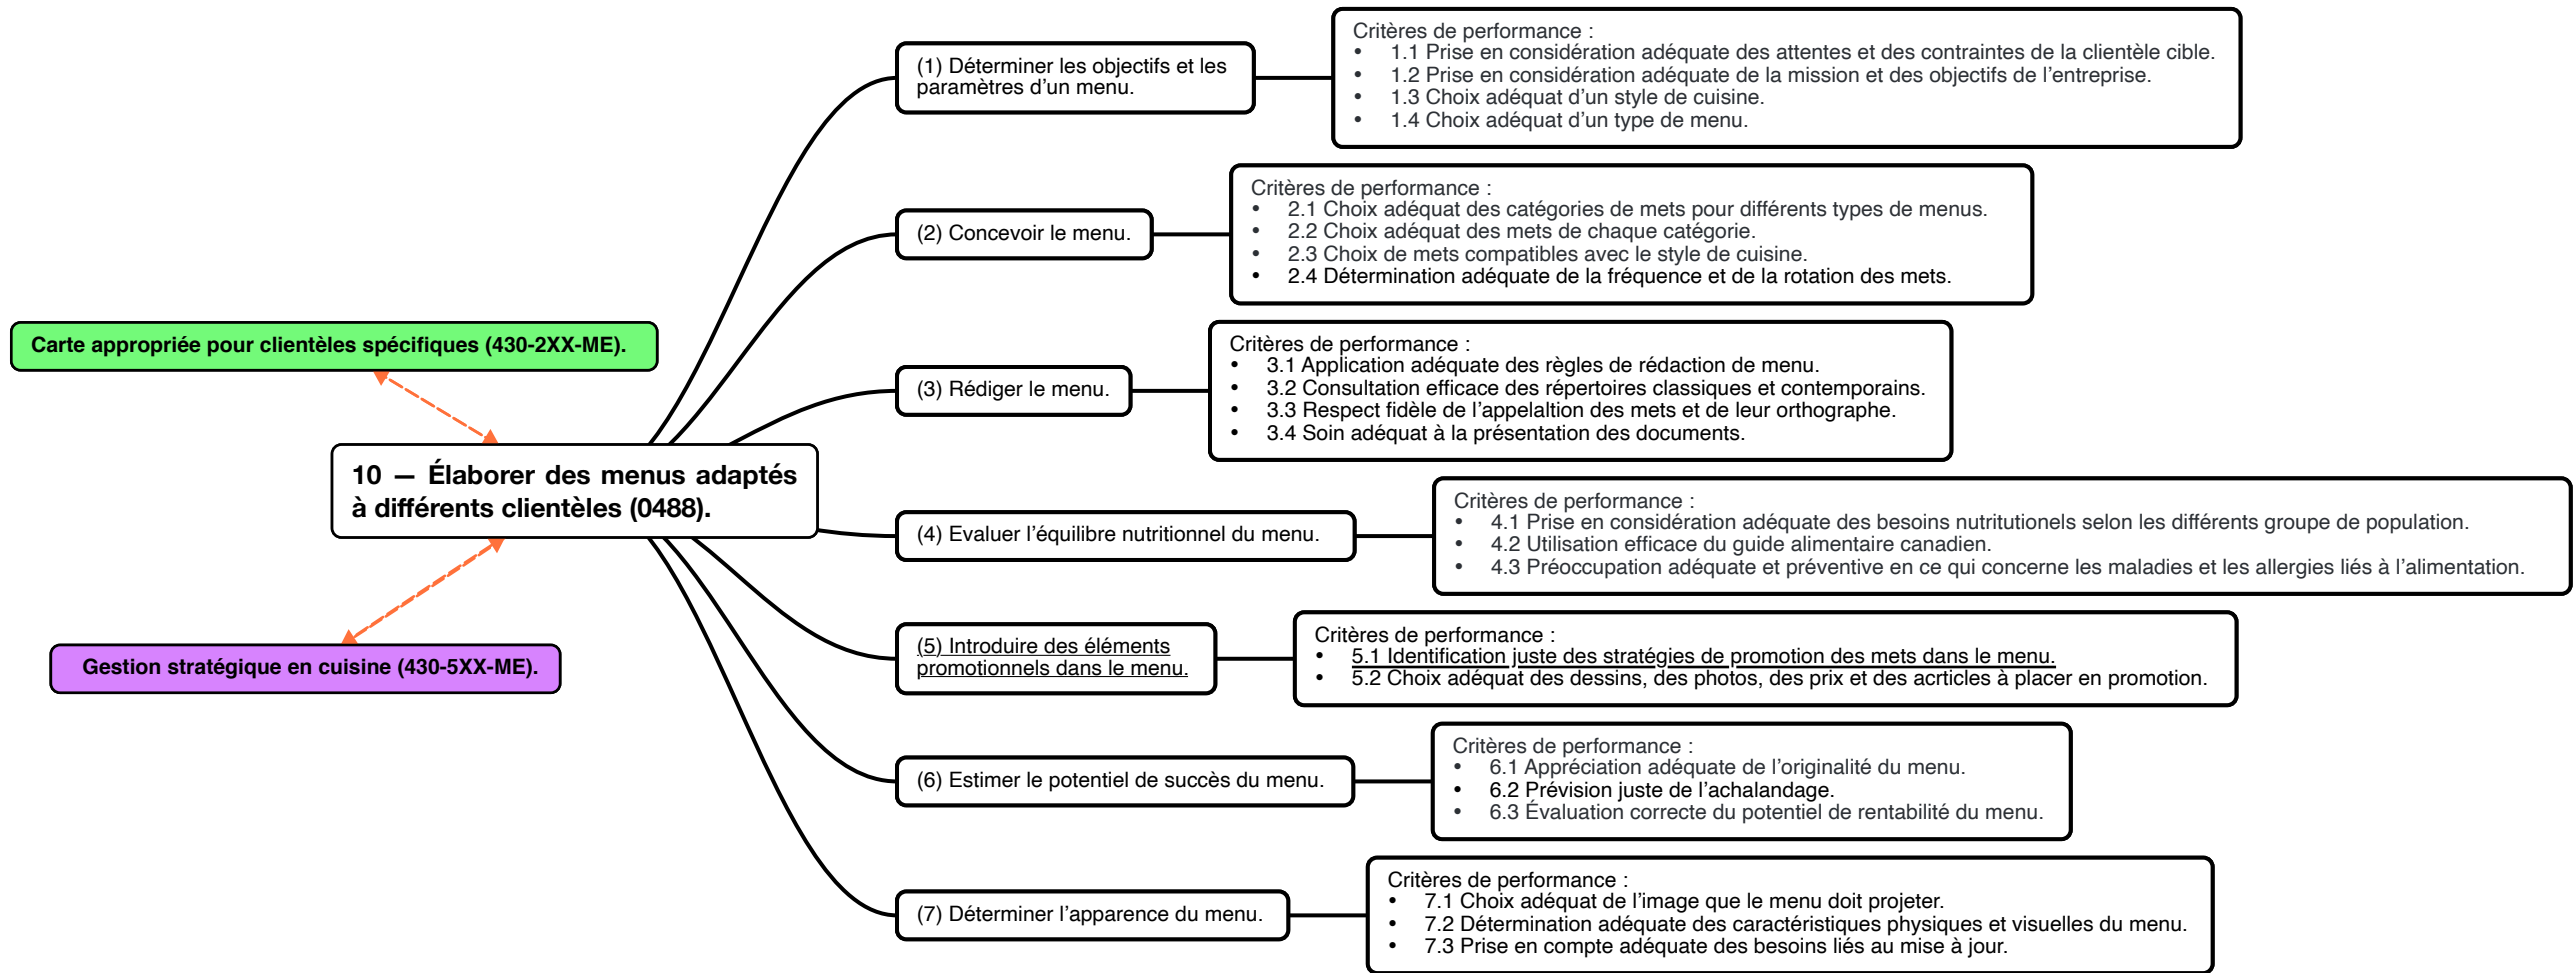 Carte appropriée pour clientèles spécifiques (430-2XX-ME).
10 – Élaborer des menus adaptés
à différents clientèles (0488).
Gestion stratégique en cuisine (430-5XX-ME).
(1) Déterminer les objectifs et les
paramètres d’un menu.
Critères de performance :
• 1.1 Prise en considération adéquate des attentes et des contraintes de la clientèle cible.
• 1.2 Prise en considération adéquate de la mission et des objectifs de l’entreprise.
• 1.3 Choix adéquat d’un style de cuisine.
• 1.4 Choix adéquat d’un type de menu.
(2) Concevoir le menu.
Critères de performance :
• 2.1 Choix adéquat des catégories de mets pour différents types de menus.
• 2.2 Choix adéquat des mets de chaque catégorie.
• 2.3 Choix de mets compatibles avec le style de cuisine.
• 2.4 Détermination adéquate de la fréquence et de la rotation des mets.
(3) Rédiger le menu.
Critères de performance :
• 3.1 Application adéquate des règles de rédaction de menu.
• 3.2 Consultation efficace des répertoires classiques et contemporains.
• 3.3 Respect fidèle de l’appelaltion des mets et de leur orthographe.
• 3.4 Soin adéquat à la présentation des documents.
(4) Evaluer l’équilibre nutritionnel du menu.
Critères de performance :
• 4.1 Prise en considération adéquate des besoins nutritutionels selon les différents groupe de population.
• 4.2 Utilisation efficace du guide alimentaire canadien.
• 4.3 Préoccupation adéquate et préventive en ce qui concerne les maladies et les allergies liés à l’alimentation.
(5) Introduire des éléments
promotionnels dans le menu.
Critères de performance :
• 5.1 Identification juste des stratégies de promotion des mets dans le menu.
• 5.2 Choix adéquat des dessins, des photos, des prix et des acrticles à placer en promotion.
(6) Estimer le potentiel de succès du menu.
Critères de performance :
• 6.1 Appréciation adéquate de l’originalité du menu.
• 6.2 Prévision juste de l’achalandage.
• 6.3 Évaluation correcte du potentiel de rentabilité du menu.
(7) Déterminer l’apparence du menu.
Critères de performance :
• 7.1 Choix adéquat de l’image que le menu doit projeter.
• 7.2 Détermination adéquate des caractéristiques physiques et visuelles du menu.
• 7.3 Prise en compte adéquate des besoins liés au mise à jour.